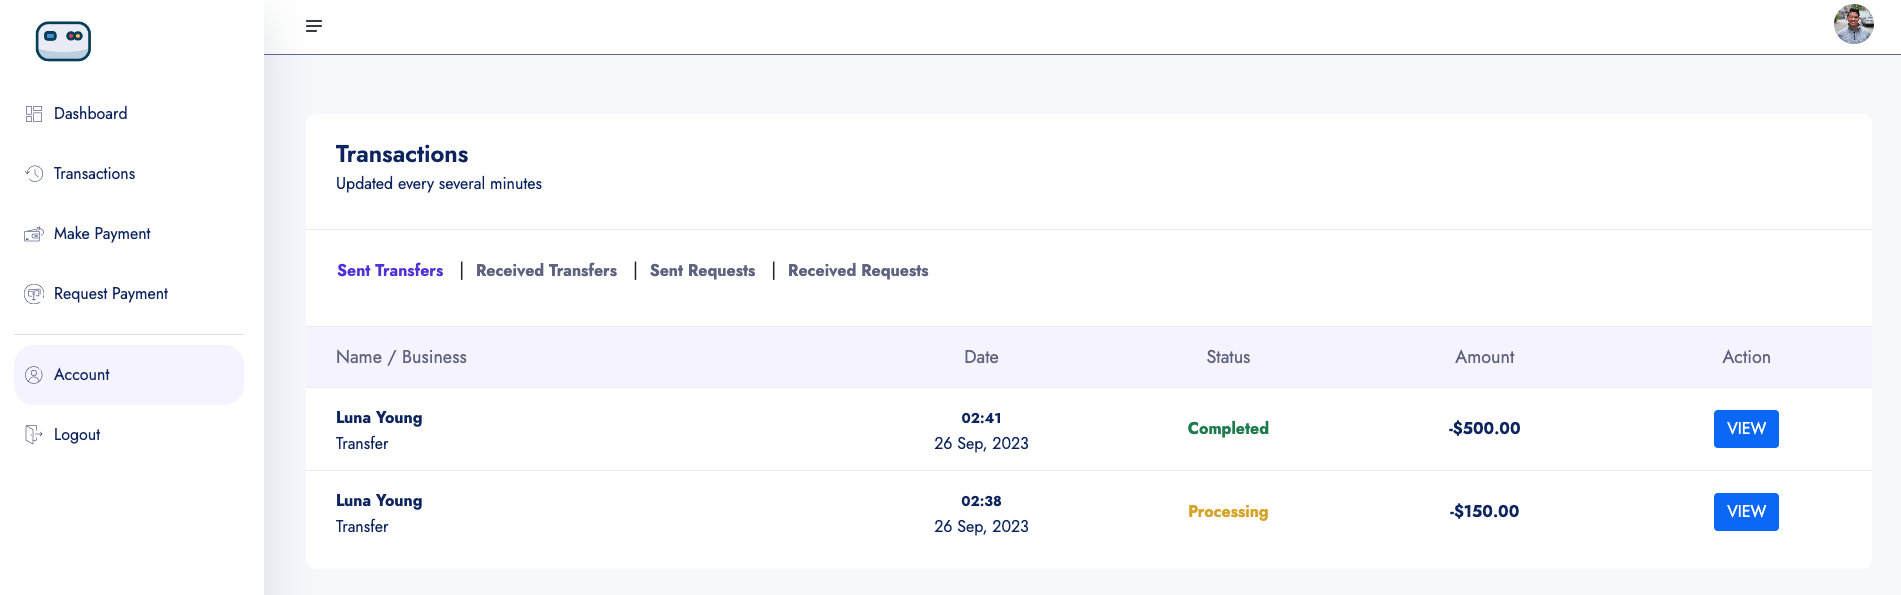 Dashboard
Transactions
Make Payment
Request Payment
Account
Logout
Transactions
Updated every several minutes
Sent Transfers | Received Transfers | Sent Requests | Received Requests
Name / Business Date Status Amount Action
Luna Young
Transfer
02:41
26 Sep, 2023
Completed
-$500.00
VIEW
Luna Young
Transfer
02:38
26 Sep, 2023
Processing
-$150.00
VIEW